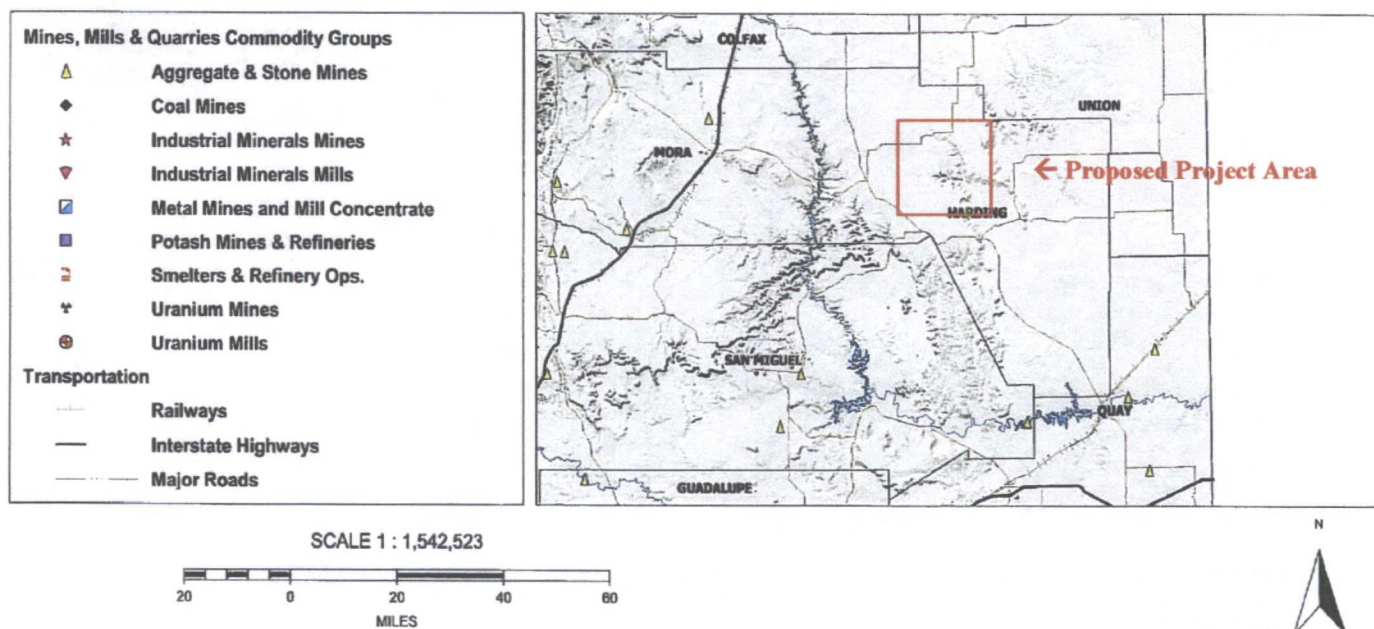 Mines, Mills & Quarries Commodity Groups
Aggregate & Stone Mines
Coal Mines
Industrial Minerals Mines
Industrial Minerals Mills
Metal Mines and Mill Concentrate
Potash Mines & Refineries
Smelters & Refinery Ops.
Uranium Mines
Uranium Mills
Transportation
Railways
Interstate Highways
Major Roads
COLFAX
UNION
MORA
← Proposed Project Area
HARDING
SAN MIGUEL
QUAY
GUADALUPE
SCALE 1 : 1,542,523
20 0 20 40 60
MILES
N